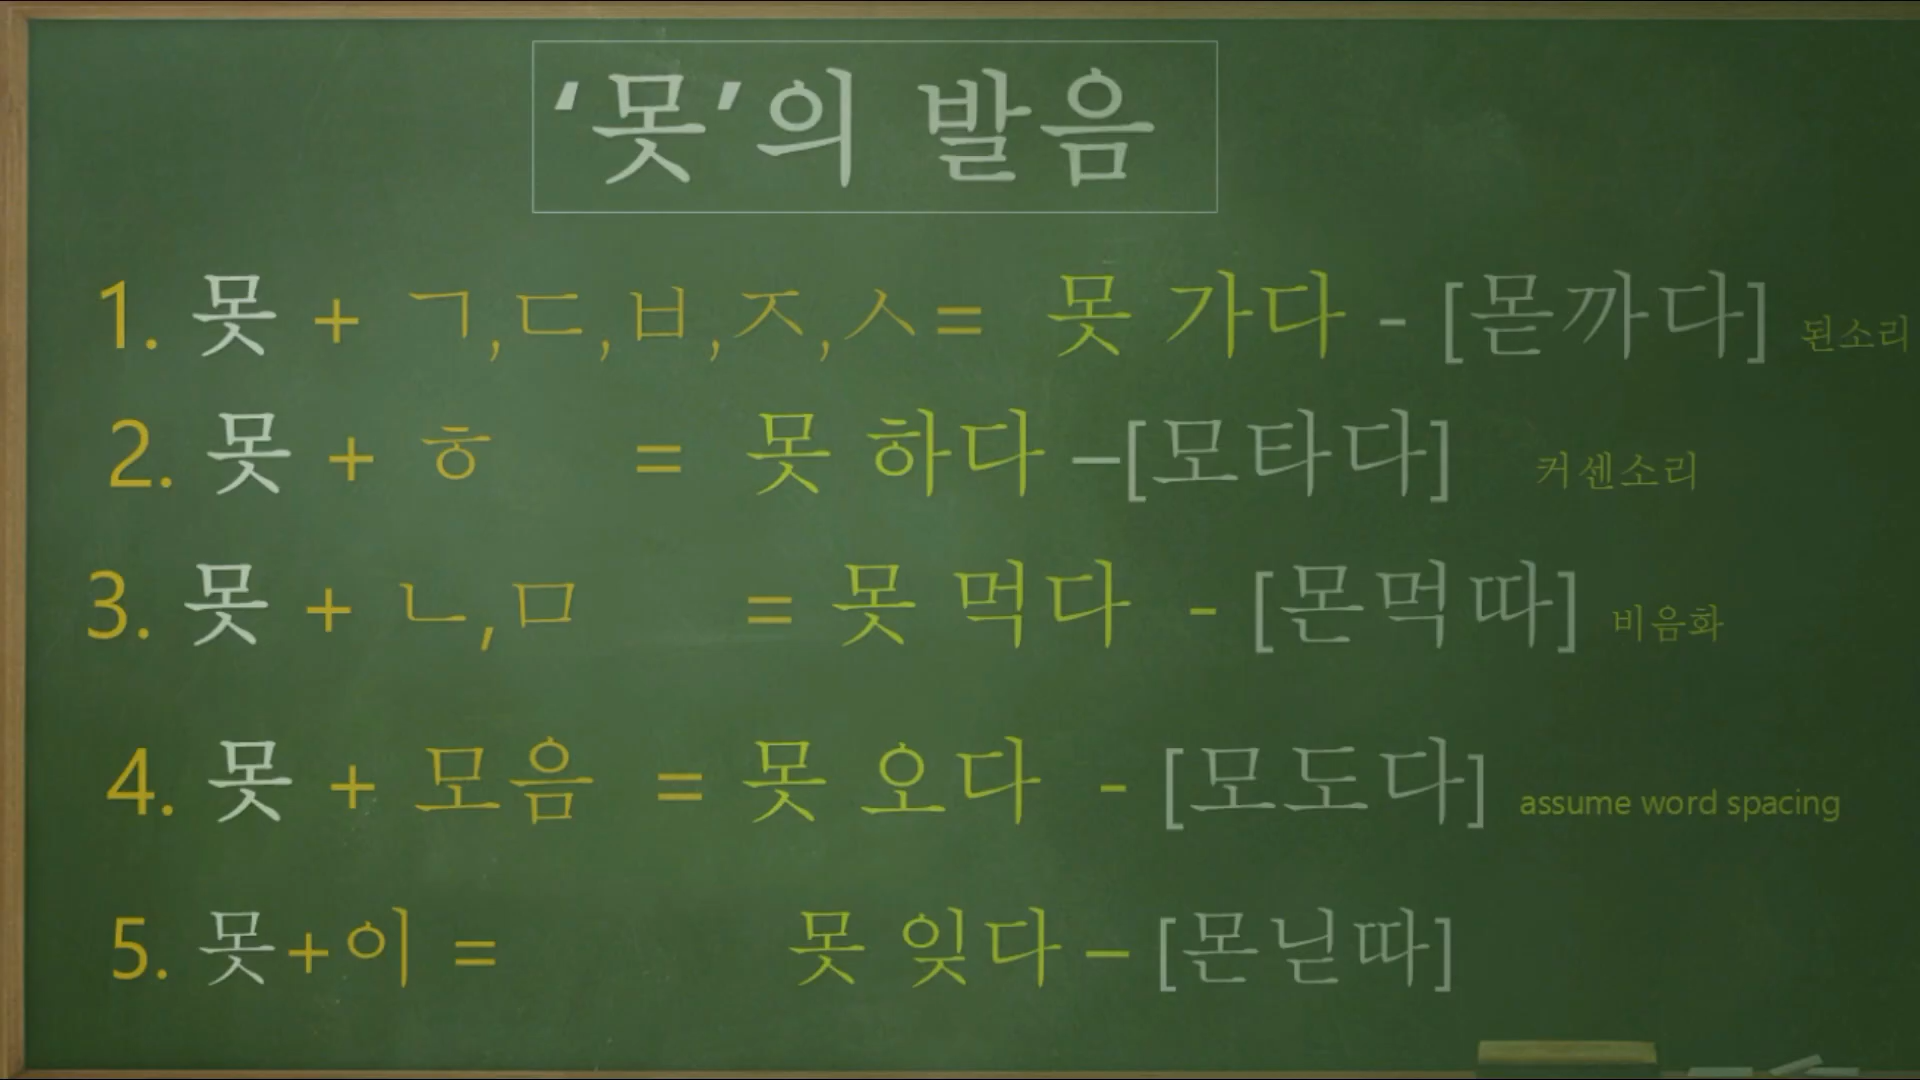 ‘못’의 발음
1. 못 + ㄱ,ㄷ,ㅂ,ㅈ,ㅅ= 못 가다 - [몯까다] 된소리
2. 못 + ㅎ = 못 하다 –[모타다] 커센소리
3. 못 + ㄴ,ㅁ = 못 먹다 - [몬먹따] 비음화
4. 못 + 모음 = 못 오다 - [모도다] assume word spacing
5. 못+이 = 못 잊다 – [몬닏따]